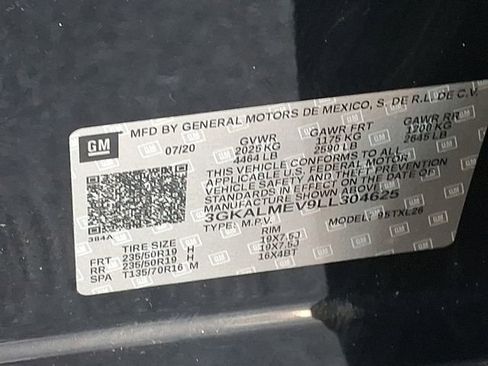 GM
MFD BY GENERAL MOTORS DE MEXICO, S. DE R.L. DE C.V.
07/20 GVWR GAWR FRT GAWR RR
2025 KG 1175 KG 1200 KG
4464 LB 2590 LB 2645 LB
THIS VEHICLE CONFORMS TO ALL
APPLICABLE U.S. FEDERAL MOTOR
VEHICLE SAFETY AND THEFT PREVENTION
STANDARDS IN EFFECT ON THE DATE OF
MANUFACTURE SHOWN ABOVE.
3GKALMEV9LL304625
384A TYPE: M.P.V. MODEL: TXL26
TIRE SIZE RIM
FRT 235/50R19 H 19X7.5J
RR 235/50R19 H 19X7.5J
SPA T135/70R16 M 16X4BT